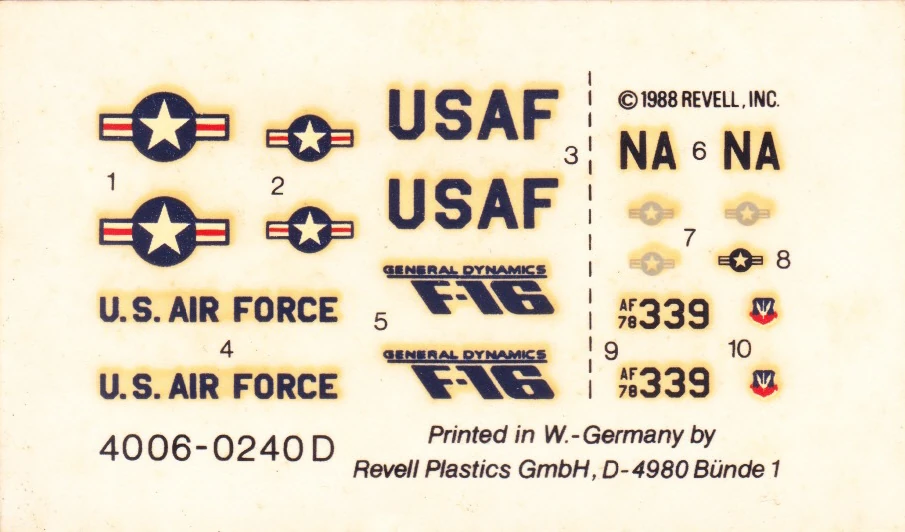 USAF
1
2
3
USAF
GENERAL DYNAMICS
F-16
U.S. AIR FORCE
4
5
GENERAL DYNAMICS
F-16
U.S. AIR FORCE
4006-0240 D
© 1988 REVELL, INC.
NA 6 NA
7
8
AF 78 339
9
10
AF 78 339
Printed in W.-Germany by
Revell Plastics GmbH, D-4980 Bünde 1